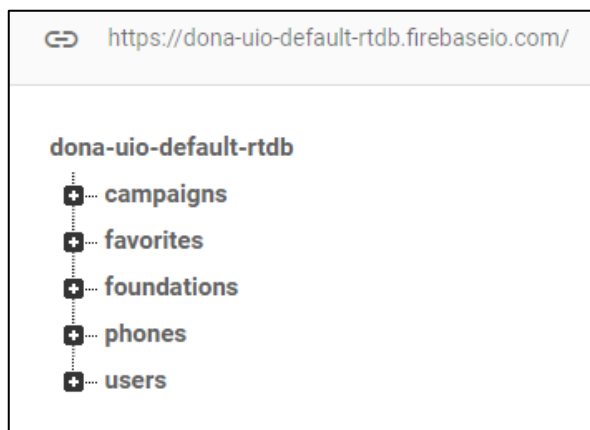 https://dona-uio-default-rtdb.firebaseio.com/
dona-uio-default-rtdb
campaigns
favorites
foundations
phones
users